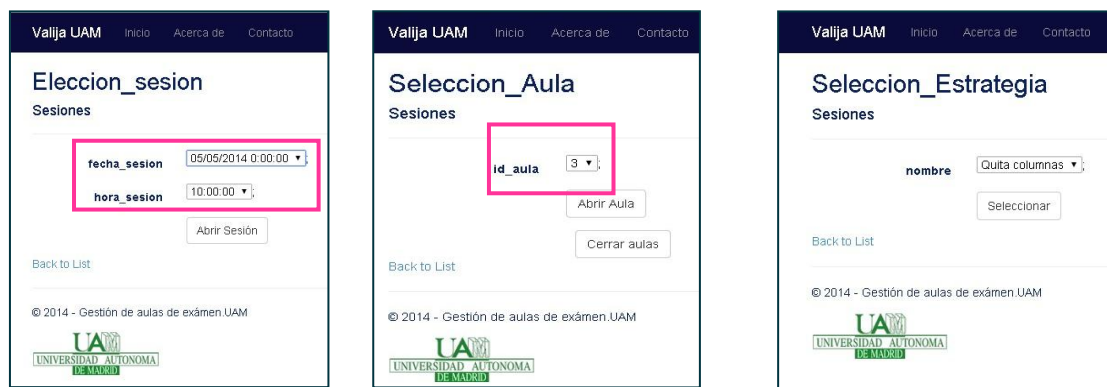 Valija UAM Inicio Acerca de Contacto
Eleccion_sesion
Sesiones
fecha_sesion 05/05/2014 0:00:00 ;
hora_sesion 10:00:00 ;
Abrir Sesión
Back to List
© 2014 - Gestión de aulas de exámen.UAM
UAM
UNIVERSIDAD AUTONOMA
DE MADRID
Valija UAM Inicio Acerca de Contacto
Seleccion_Aula
Sesiones
id_aula 3 ;
Abrir Aula
Cerrar aulas
Back to List
© 2014 - Gestión de aulas de exámen.UAM
UAM
UNIVERSIDAD AUTONOMA
DE MADRID
Valija UAM Inicio Acerca de Contacto
Seleccion_Estrategia
Sesiones
nombre Quita columnas ;
Seleccionar
Back to List
© 2014 - Gestión de aulas de exámen.UAM
UAM
UNIVERSIDAD AUTONOMA
DE MADRID